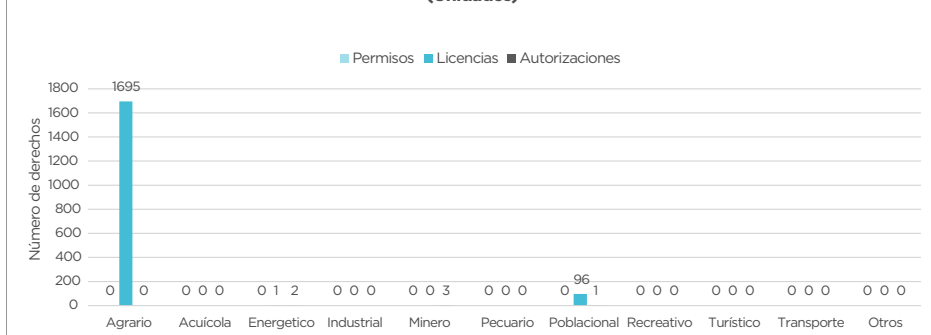 Permisos Licencias Autorizaciones
Número de derechos
1800
1600
1400
1200
1000
800
600
400
200
0
0 1695 0
0 0 0
0 1 2
0 0 0
0 0 3
0 0 0
0 96 1
0 0 0
0 0 0
0 0 0
0 0 0
Agrario Acuícola Energetico Industrial Minero Pecuario Poblacional Recreativo Turístico Transporte Otros